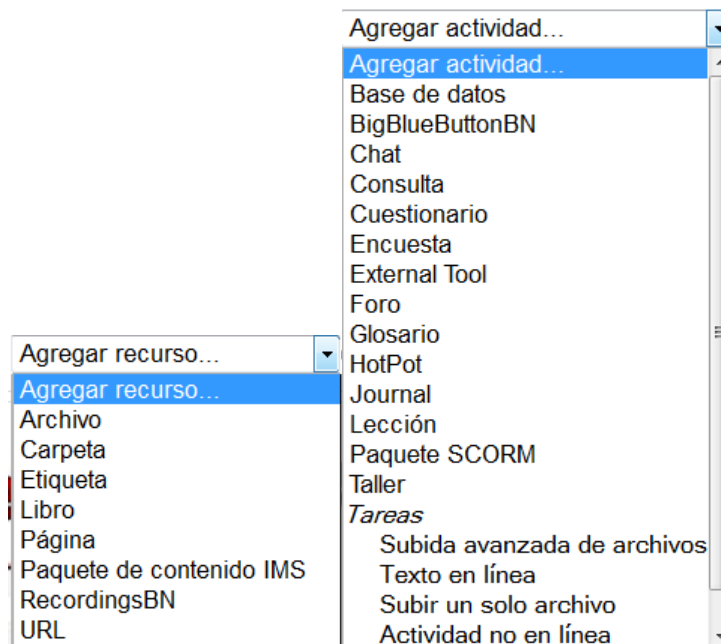 Agregar actividad...
Agregar actividad...
Base de datos
BigBlueButtonBN
Chat
Consulta
Cuestionario
Encuesta
External Tool
Foro
Glosario
HotPot
Journal
Lección
Paquete SCORM
Taller
Tareas
Subida avanzada de archivos
Texto en línea
Subir un solo archivo
Actividad no en línea
Agregar recurso...
Agregar recurso...
Archivo
Carpeta
Etiqueta
Libro
Página
Paquete de contenido IMS
RecordingsBN
URL